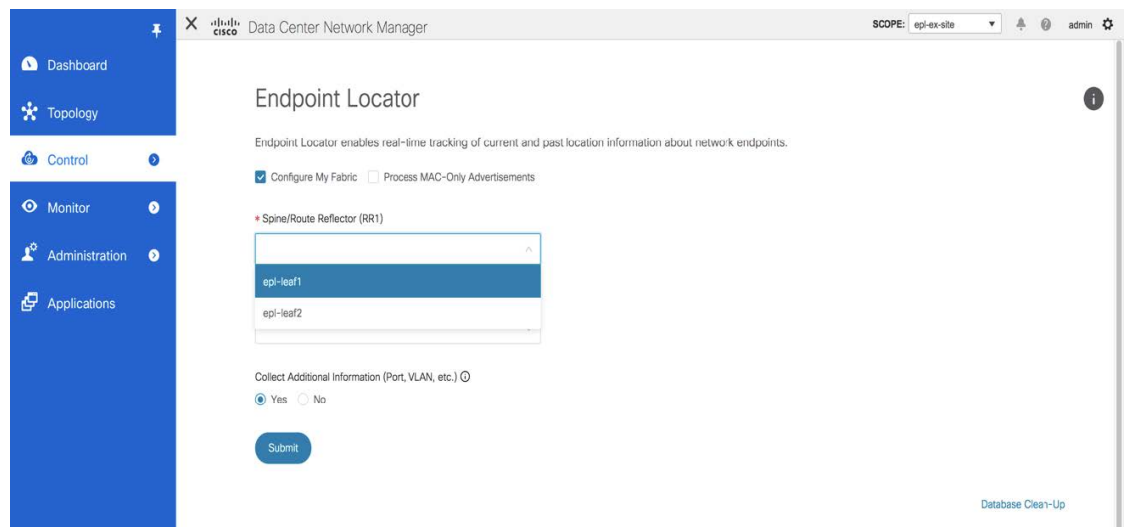 cisco Data Center Network Manager
SCOPE: epl-ex-site
admin
Dashboard
Topology
Control
Monitor
Administration
Applications
Endpoint Locator
Endpoint Locator enables real-time tracking of current and past location information about network endpoints.
Configure My Fabric Process MAC-Only Advertisements
* Spine/Route Reflector (RR1)
epl-leaf1
epl-leaf2
Collect Additional Information (Port, VLAN, etc.)
Yes No
Submit
Database Clean-Up